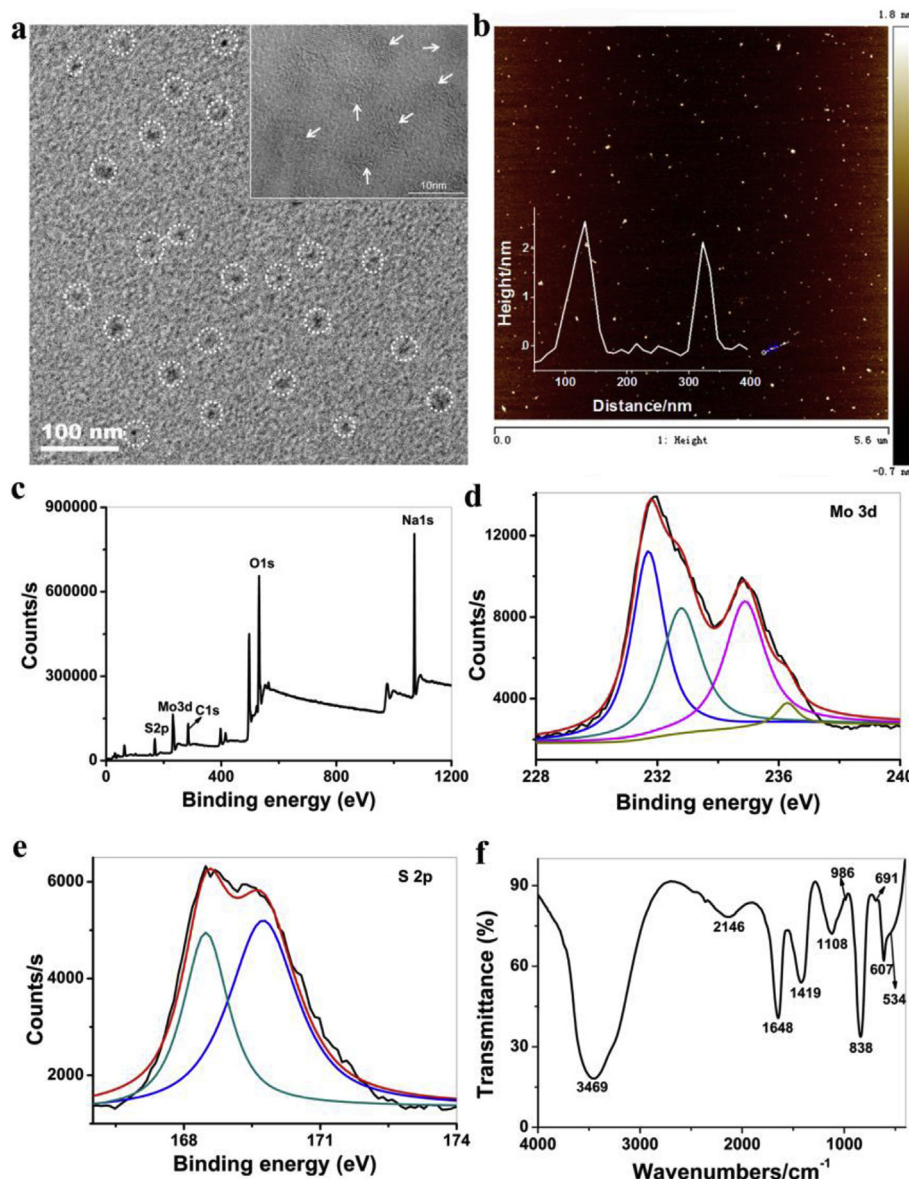 a
10nm
100 nm
b
1.8 nm
Height/nm
2
1
0
100 200 300 400
Distance/nm
0.0 1: Height 5.6 um
-0.7 nm
c
900000
600000
300000
0
Counts/s
Na1s
O1s
Mo3d
C1s
S2p
0 400 800 1200
Binding energy (eV)
d
Mo 3d
12000
8000
4000
Counts/s
228 232 236 240
Binding energy (eV)
e
S 2p
6000
4000
2000
Counts/s
168 171 174
Binding energy (eV)
f
90
60
30
0
Transmittance (%)
986 691
2146
1108
607
1419
534
1648
838
3469
4000 3000 2000 1000
Wavenumbers/cm⁻¹